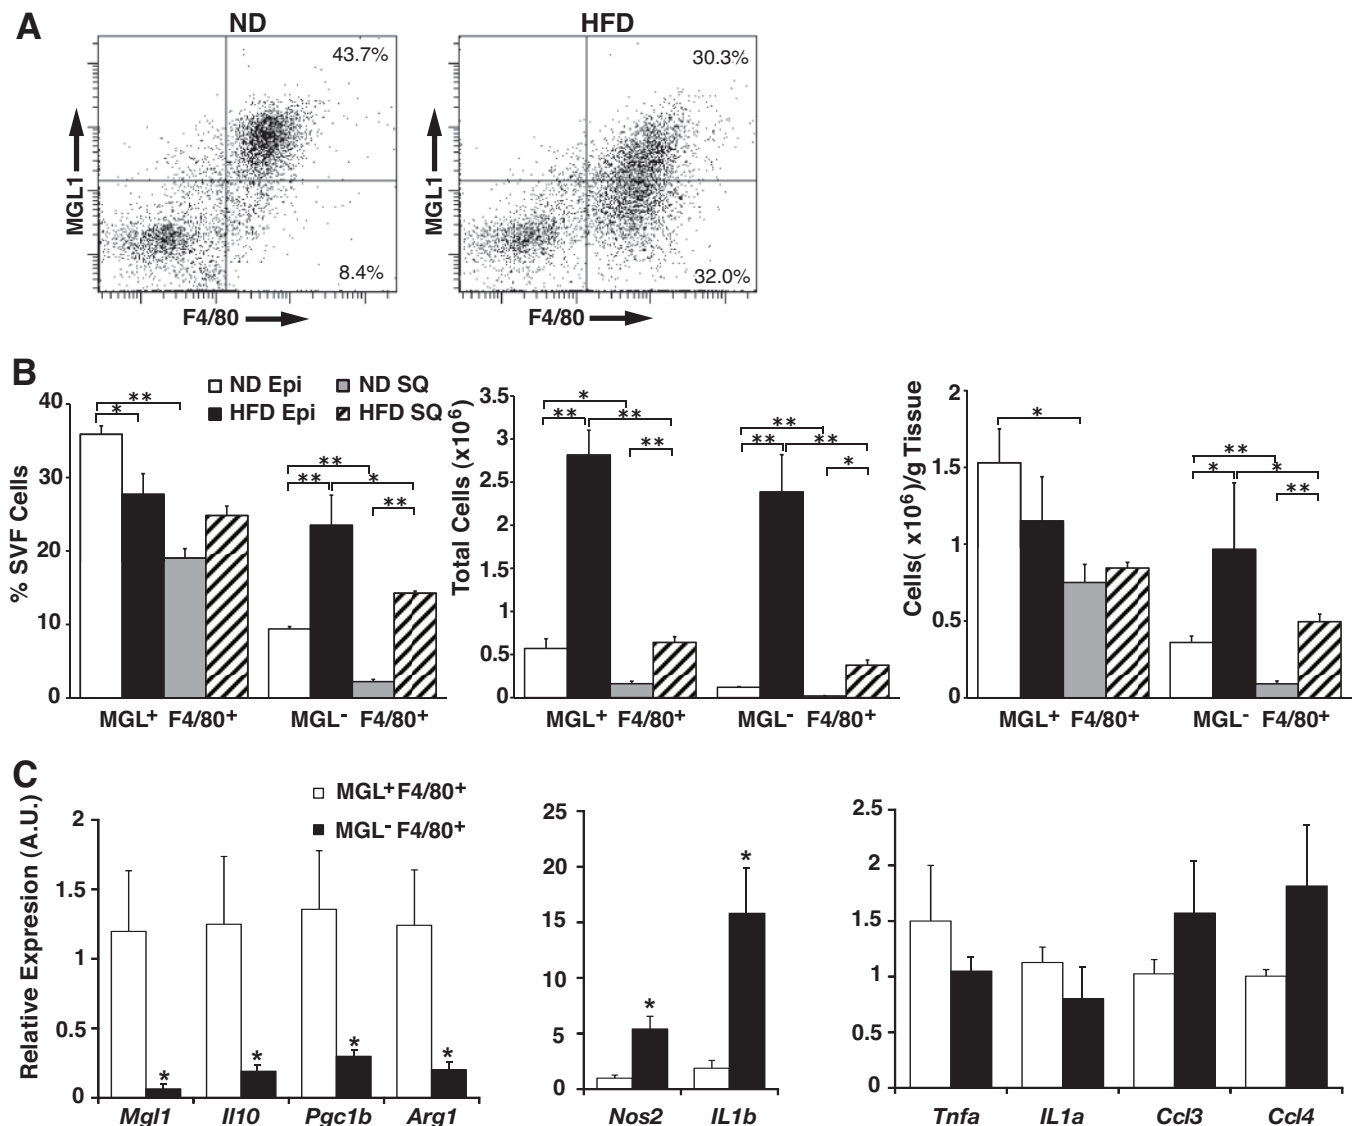 A
ND
HFD
43.7%
30.3%
MGL1
MGL1
8.4%
32.0%
F4/80
F4/80
B
ND Epi
ND SQ
HFD Epi
HFD SQ
% SVF Cells
40
30
20
10
0
** * ** ** * **
MGL+ F4/80+
MGL- F4/80+
Total Cells (x10⁶)
3.5
3
2.5
2
1.5
1
0.5
0
* ** ** ** ** ** ** *
MGL+ F4/80+
MGL- F4/80+
Cells( x10⁶)/g Tissue
2
1.5
1
0.5
0
* ** * * **
MGL+ F4/80+
MGL- F4/80+
C
MGL+F4/80+
MGL- F4/80+
Relative Expresion (A.U.)
2
1.5
1
0.5
0
* * * *
Mgl1 Il10 Pgc1b Arg1
25
20
15
10
5
0
* *
Nos2 IL1b
2.5
2
1.5
1
0.5
0
Tnfa IL1a Ccl3 Ccl4